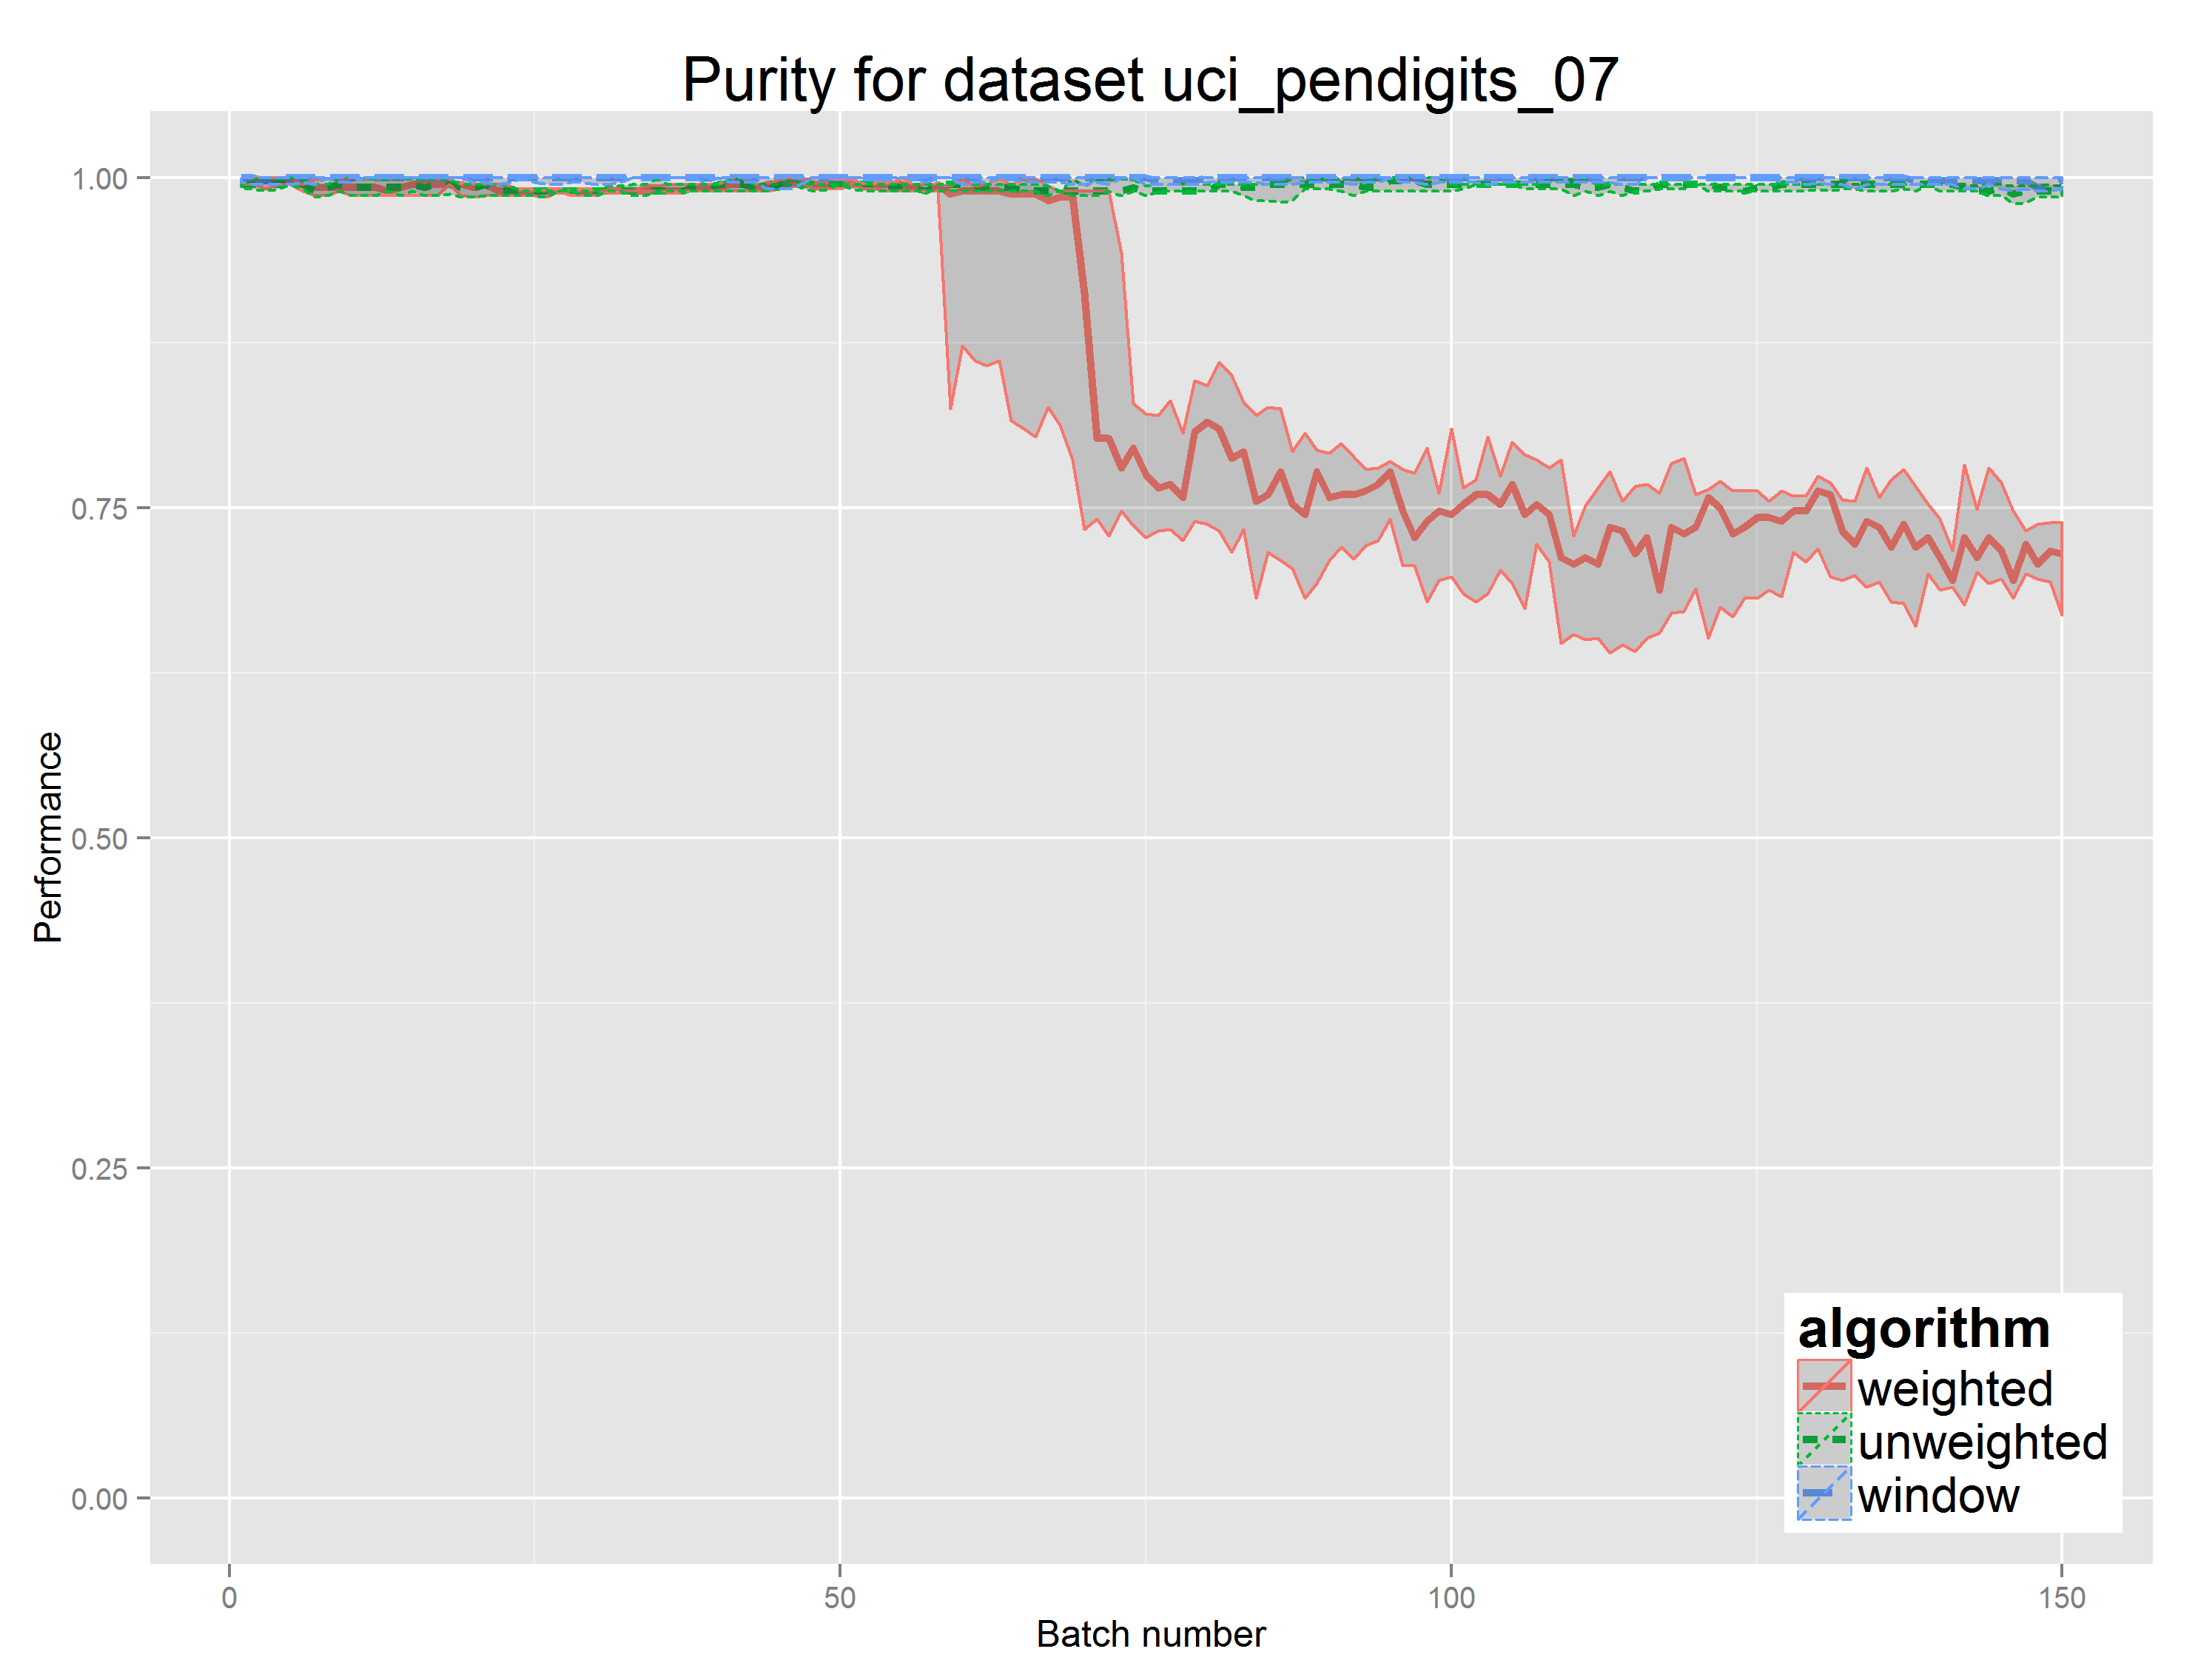 Purity for dataset uci_pendigits_07
Performance
1.00
0.75
0.50
0.25
0.00
0
50
100
150
Batch number
algorithm
weighted
unweighted
window